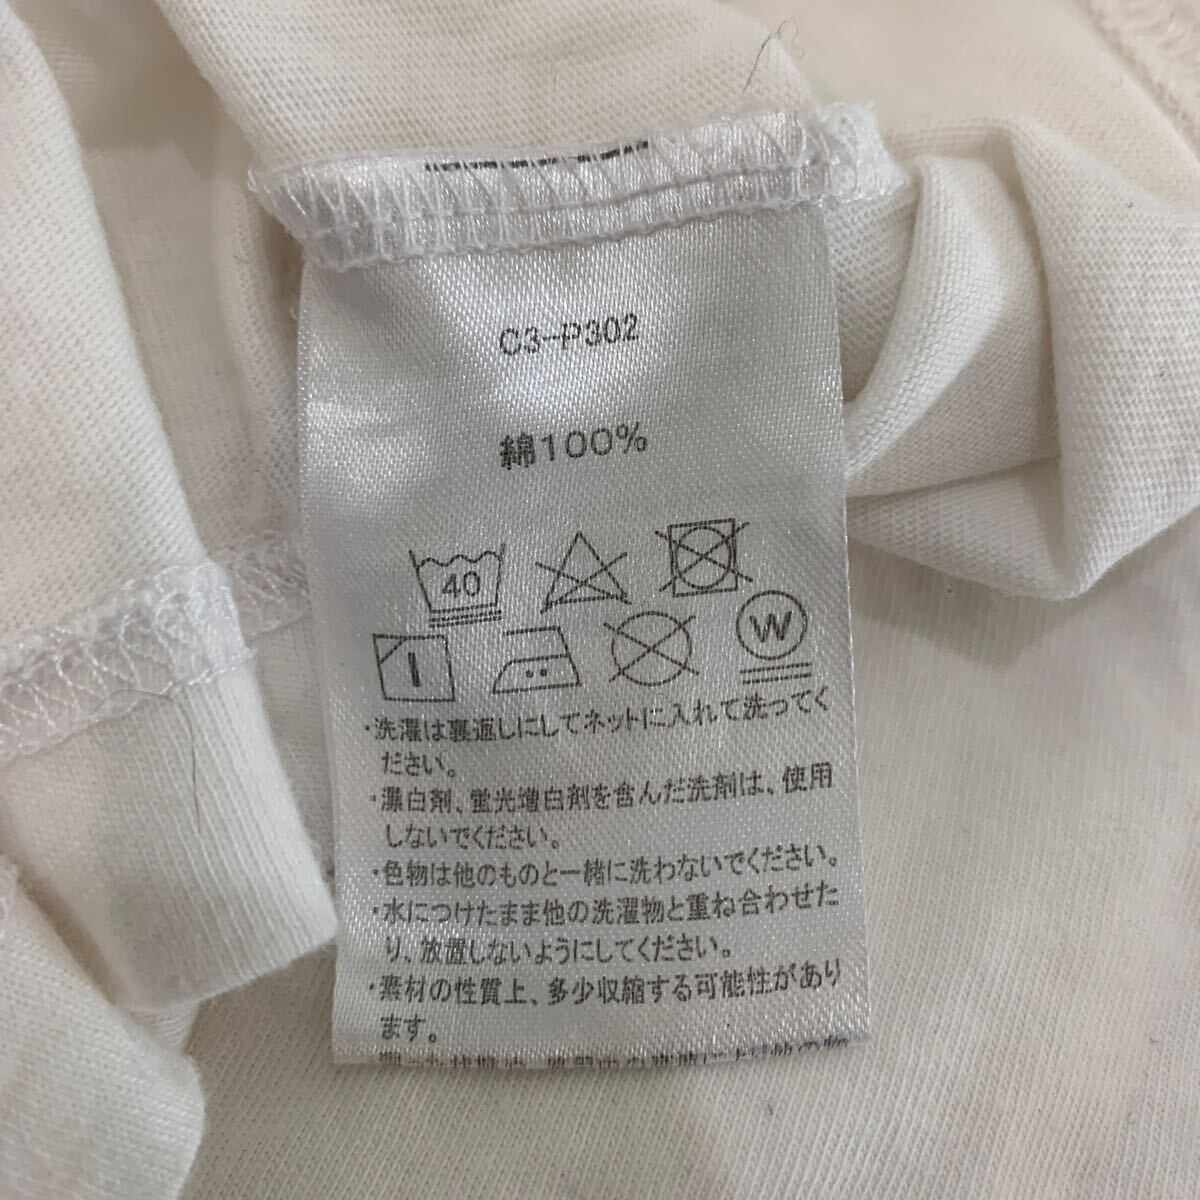 C3-P302
綿100%
40
W
・洗濯は裏返しにしてネットに入れて洗ってく
ださい。
・漂白剤、蛍光増白剤を含んだ洗剤は、使用
しないでください。
・色物は他のものと一緒に洗わないでください。
・水につけたまま他の洗濯物と重ね合わせた
り、放置しないようにしてください。
・素材の性質上、多少収縮する可能性があり
ます。